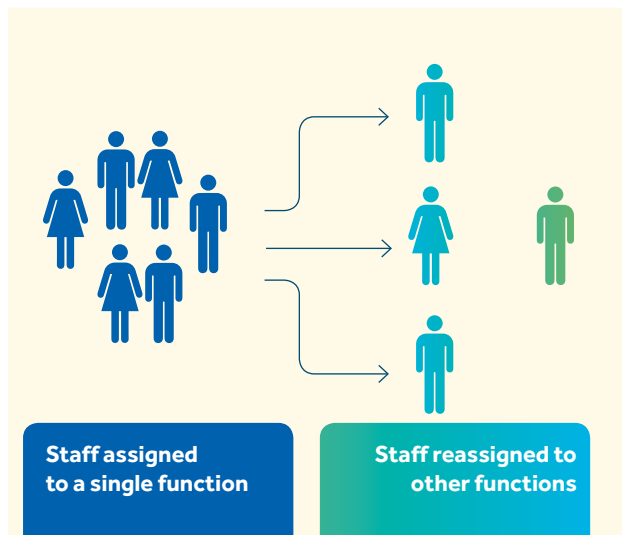 Staff assigned
to a single function
Staff reassigned to
other functions